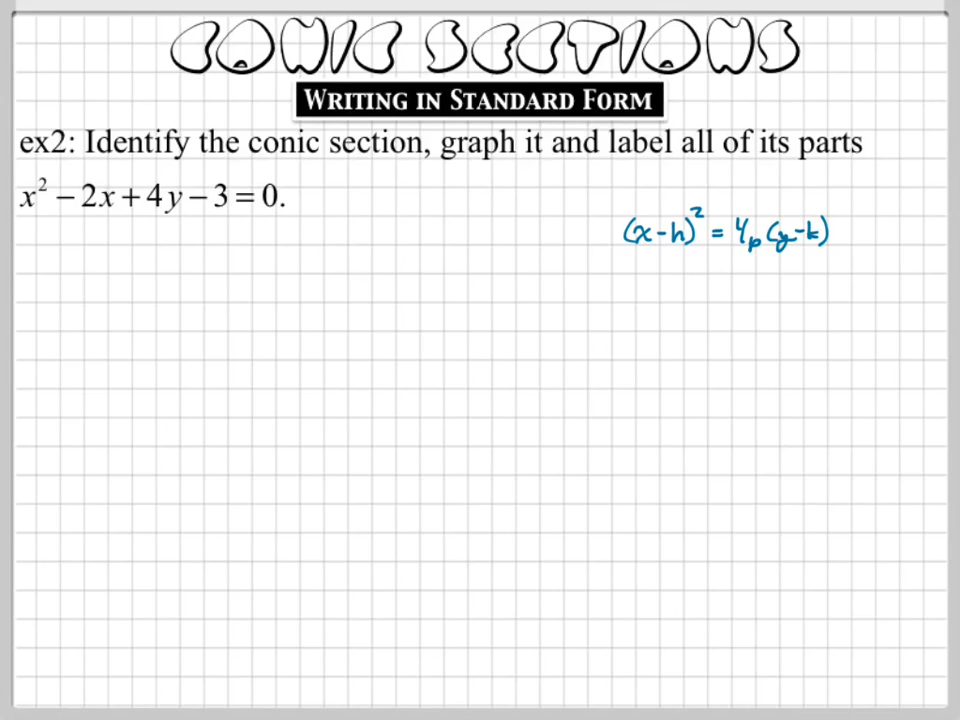 CONIC SECTIONS
WRITING IN STANDARD FORM
ex2: Identify the conic section, graph it and label all of its parts
x² − 2x + 4y − 3 = 0.
(x-h)² = 4p(y-k)